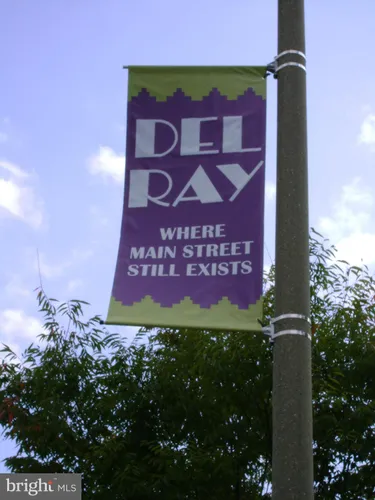 DEL
RAY
WHERE
MAIN STREET
STILL EXISTS
bright MLS